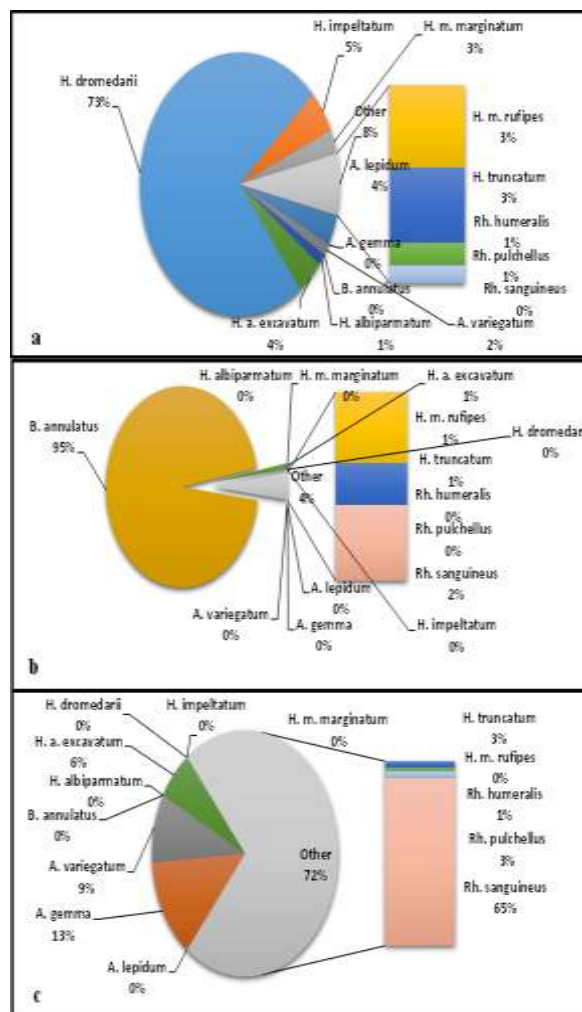 H. impeltatum
5%
H. m. marginatum
3%
H. dromedarii
73%
Other
8%
A. lepidum
4%
H. m. rufipes
3%
H. truncatum
3%
Rh. humeralis
1%
Rh. pulchellus
1%
Rh. sanguineus
0%
A. gemma
0%
B. annulatus
0%
H. a. excavatum
4%
H. albiparmatum
1%
A. variegatum
2%
a
H. albiparmatum
0%
H. m. marginatum
0%
H. a. excavatum
1%
B. annulatus
95%
H. dromedarii
0%
Other
4%
H. m. rufipes
1%
H. truncatum
1%
Rh. humeralis
0%
Rh. pulchellus
0%
Rh. sanguineus
2%
A. lepidum
0%
A. variegatum
0%
A. gemma
0%
H. impeltatum
0%
b
H. dromedarii
0%
H. impeltatum
0%
H. m. marginatum
0%
H. truncatum
3%
H. a. excavatum
6%
H. m. rufipes
0%
H. albiparmatum
0%
Rh. humeralis
1%
B. annulatus
0%
Rh. pulchellus
3%
A. variegatum
9%
Other
72%
Rh. sanguineus
65%
A. gemma
13%
A. lepidum
0%
c